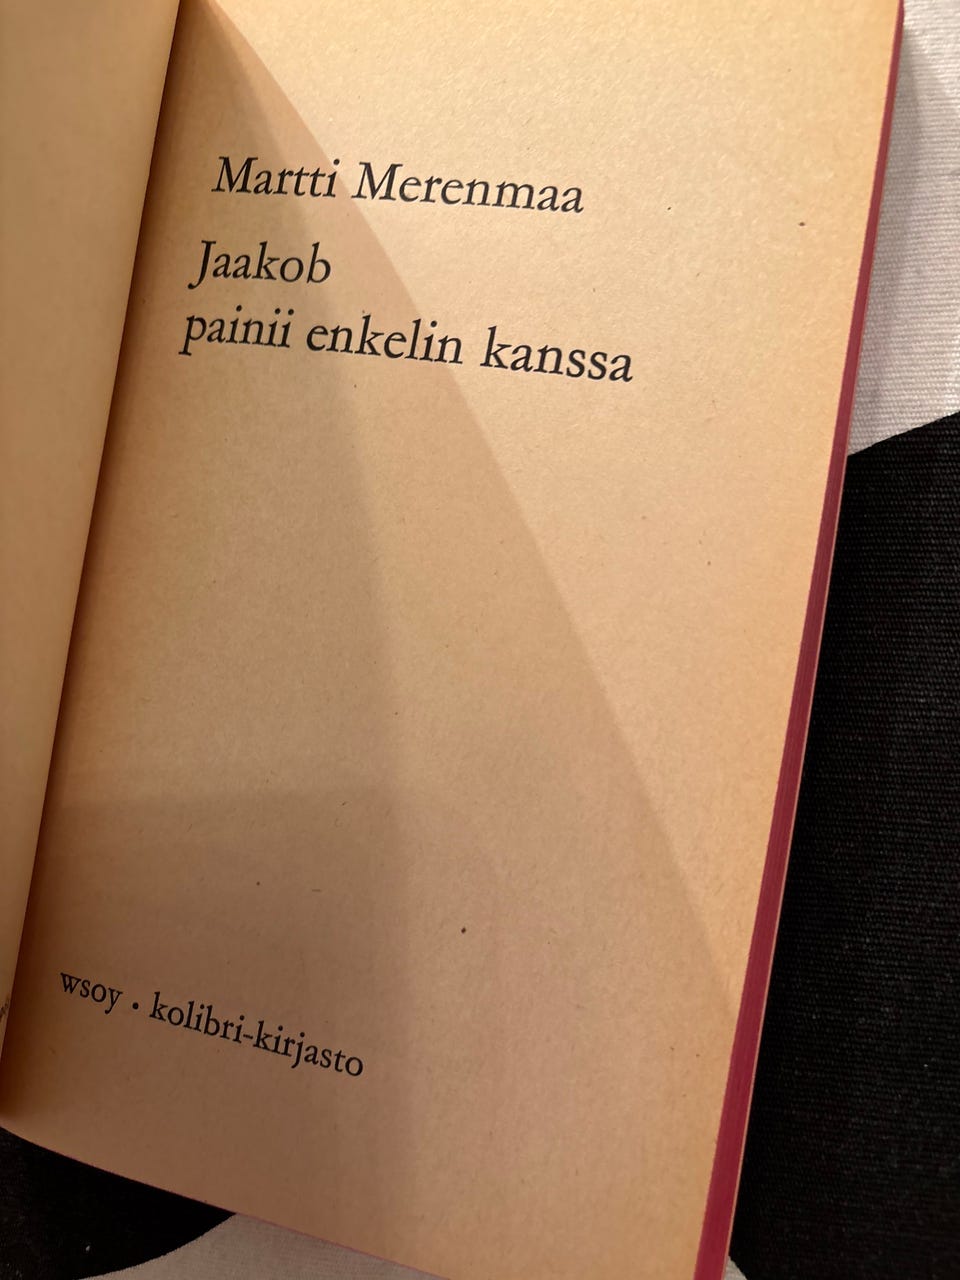 Martti Merenmaa
Jaakob
painii enkelin kanssa
wsoy . kolibri-kirjasto